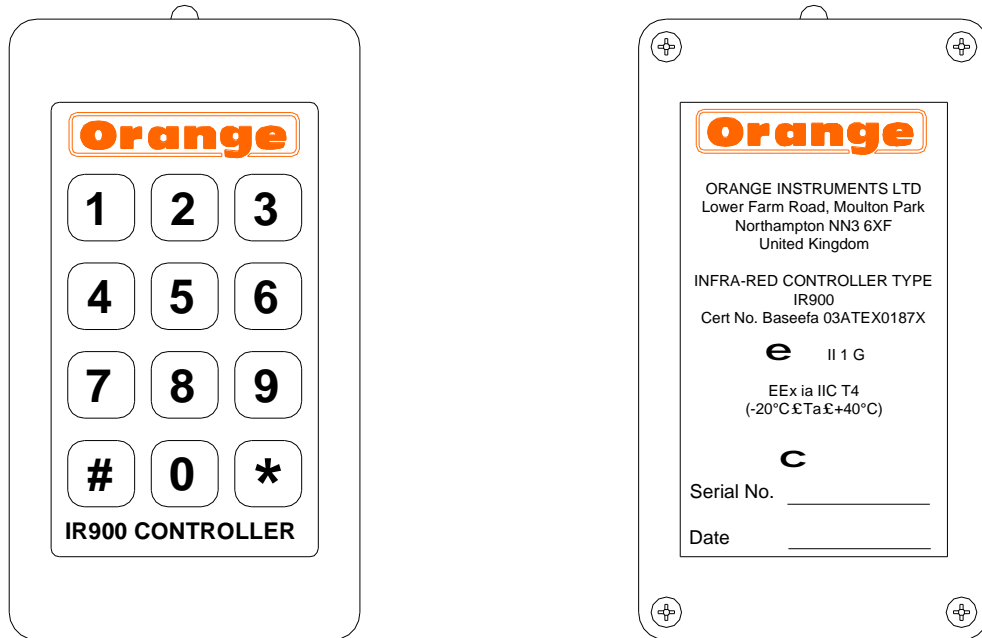 Orange
1 2 3
4 5 6
7 8 9
# 0 *
IR900 CONTROLLER
Orange
ORANGE INSTRUMENTS LTD
Lower Farm Road, Moulton Park
Northampton NN3 6XF
United Kingdom
INFRA-RED CONTROLLER TYPE
IR900
Cert No. Baseefa 03ATEX0187X
e II 1 G
EEx ia IIC T4
(-20°C£Ta£+40°C)
c
Serial No.
Date